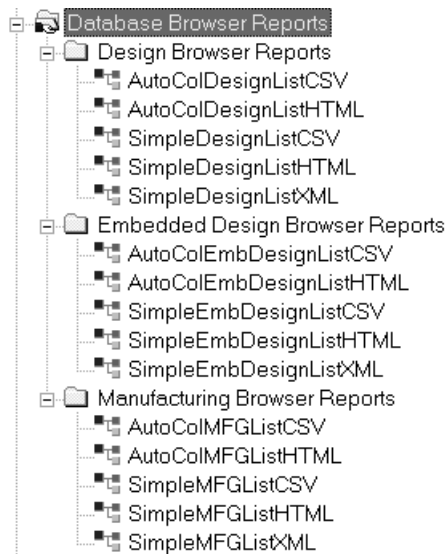 Database Browser Reports
Design Browser Reports
AutoColDesignListCSV
AutoColDesignListHTML
SimpleDesignListCSV
SimpleDesignListHTML
SimpleDesignListXML
Embedded Design Browser Reports
AutoColEmbDesignListCSV
AutoColEmbDesignListHTML
SimpleEmbDesignListCSV
SimpleEmbDesignListHTML
SimpleEmbDesignListXML
Manufacturing Browser Reports
AutoColMFGListCSV
AutoColMFGListHTML
SimpleMFGListCSV
SimpleMFGListHTML
SimpleMFGListXML